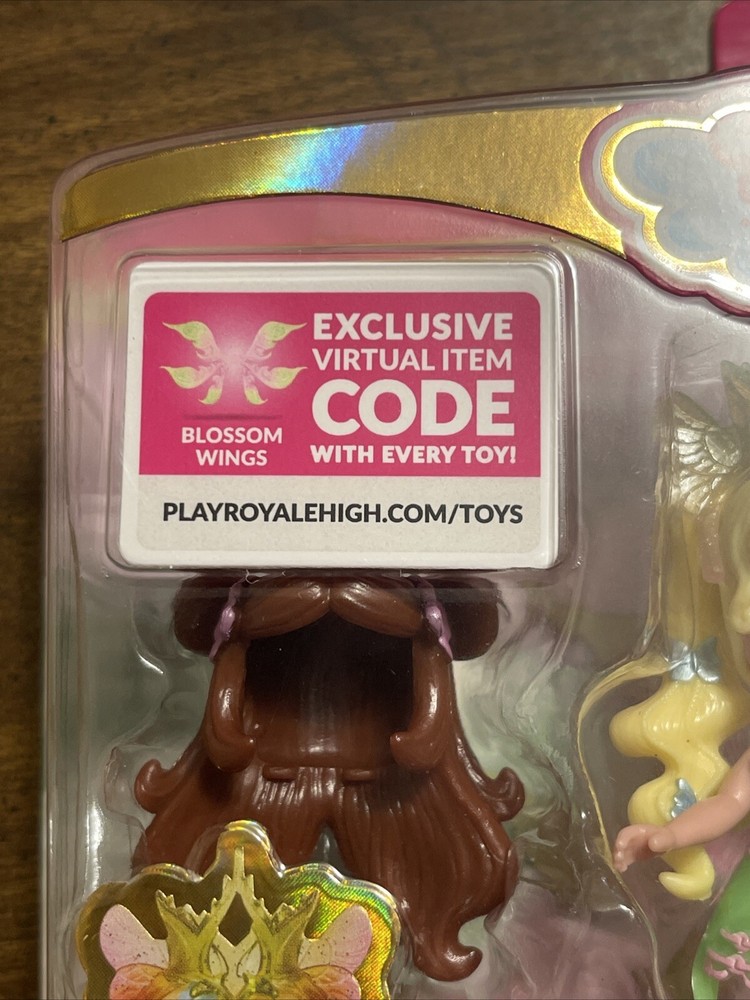 EXCLUSIVE
VIRTUAL ITEM
CODE
WITH EVERY TOY!
BLOSSOM
WINGS
PLAYROYALEHIGH.COM/TOYS